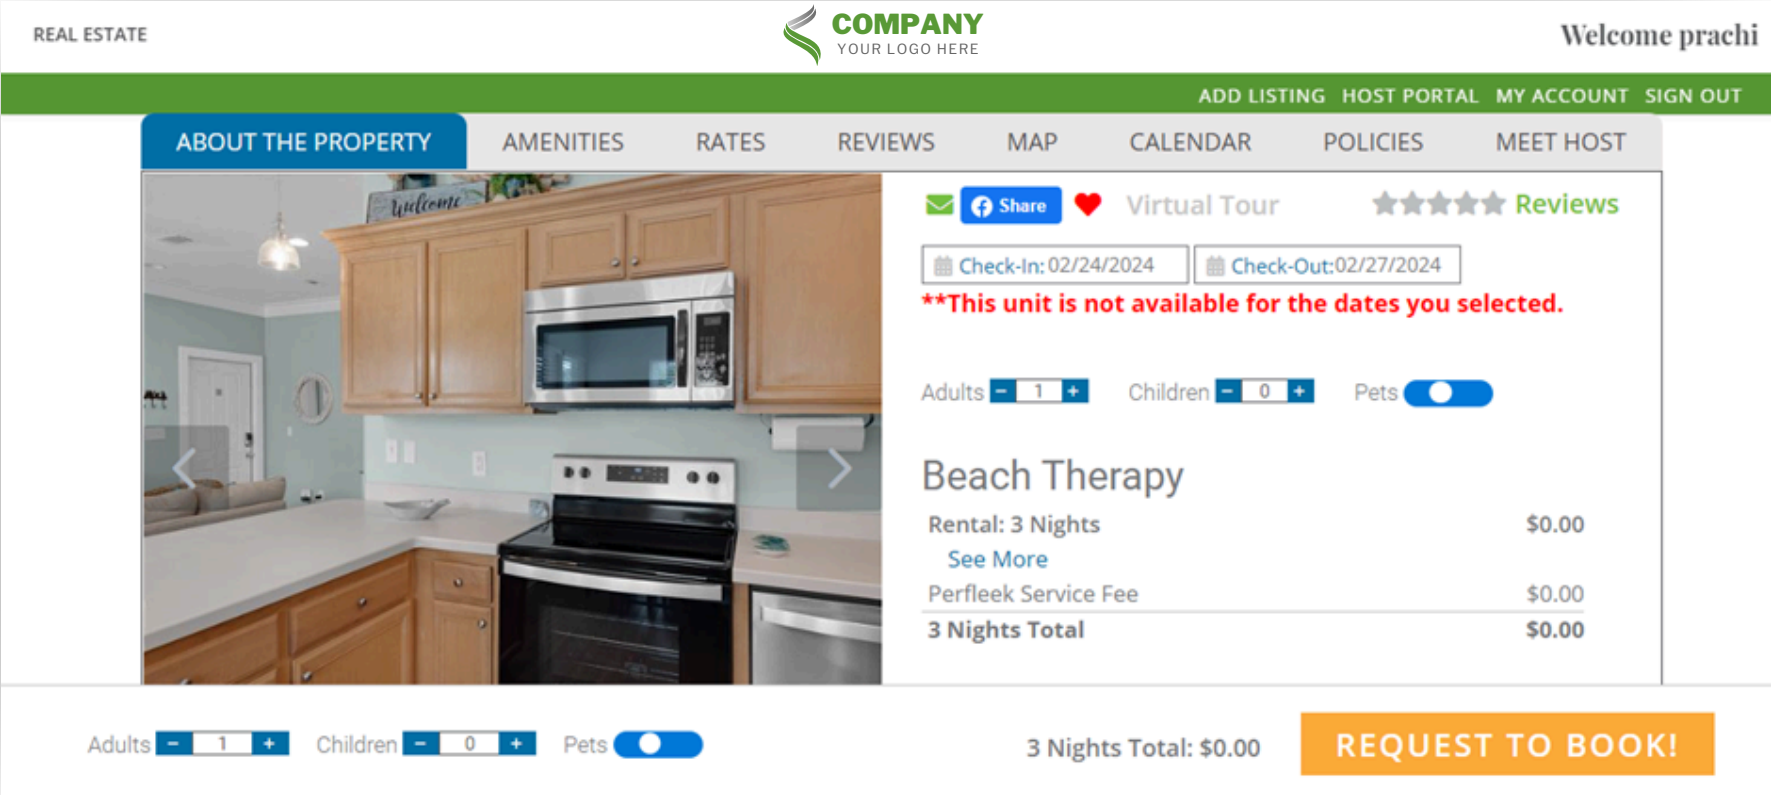 REAL ESTATE
COMPANY
YOUR LOGO HERE
Welcome prachi
ADD LISTING HOST PORTAL MY ACCOUNT SIGN OUT
ABOUT THE PROPERTY AMENITIES RATES REVIEWS MAP CALENDAR POLICIES MEET HOST
Welcome
Share Virtual Tour Reviews
Check-In: 02/24/2024 Check-Out:02/27/2024
**This unit is not available for the dates you selected.
Adults - 1 + Children - 0 + Pets
Beach Therapy
Rental: 3 Nights $0.00
See More
Perfleek Service Fee $0.00
3 Nights Total $0.00
Adults - 1 + Children - 0 + Pets
3 Nights Total: $0.00
REQUEST TO BOOK!